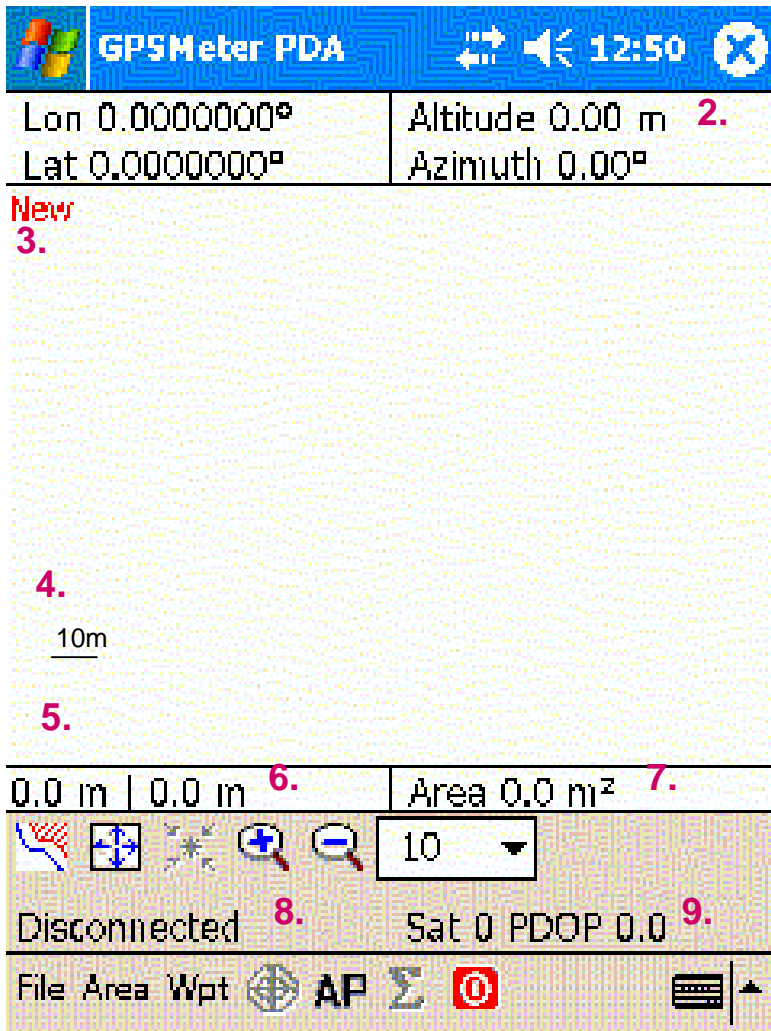 GPSMeter PDA 12:50
Lon 0.0000000° Altitude 0.00 m 2.
Lat 0.0000000° Azimuth 0.00°
New
3.
4.
10m
5.
0.0 m | 0.0 m 6. Area 0.0 m² 7.
10
Disconnected 8. Sat 0 PDOP 0.0 9.
File Area Wpt AP Σ 0